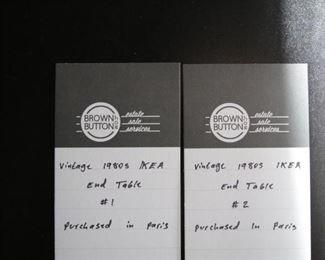 BROWN
BUTTON
estate
sale
services
Vintage 1980s IKEA
End Table
#1
Purchased in Paris
BROWN
BUTTON
estate
sale
services
Vintage 1980s IKEA
End Table
#2
Purchased In Paris